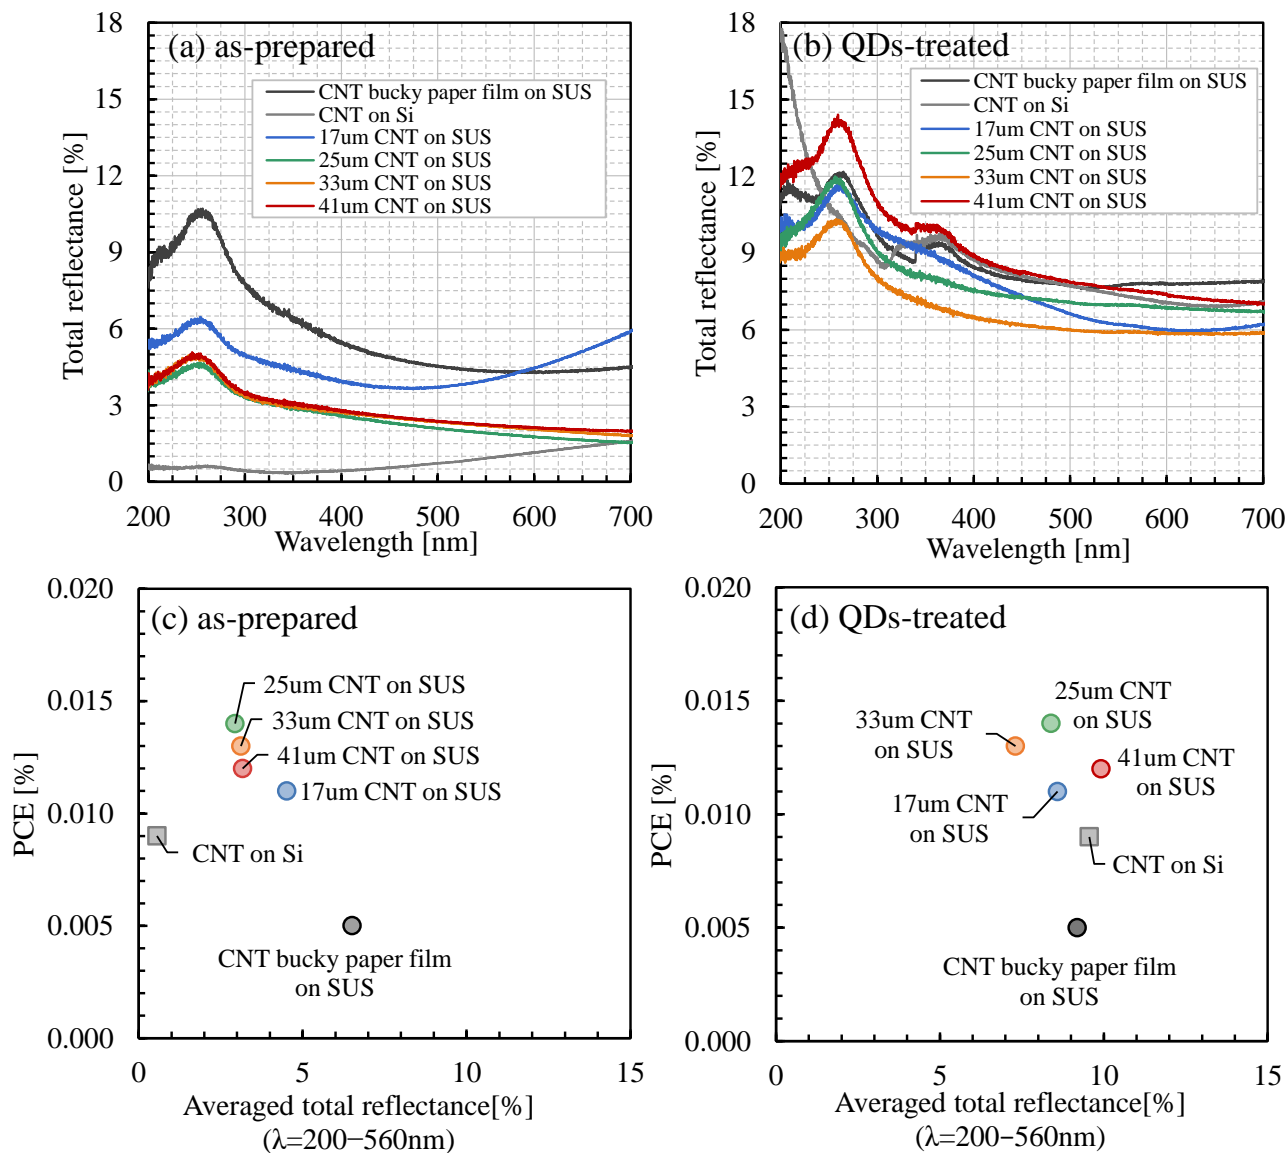 (a) as-prepared
CNT bucky paper film on SUS
CNT on Si
17um CNT on SUS
25um CNT on SUS
33um CNT on SUS
41um CNT on SUS
Total reflectance [%]
18
15
12
9
6
3
0
200 300 400 500 600 700
Wavelength [nm]
(b) QDs-treated
CNT bucky paper film on SUS
CNT on Si
17um CNT on SUS
25um CNT on SUS
33um CNT on SUS
41um CNT on SUS
Total reflectance [%]
18
15
12
9
6
3
0
200 300 400 500 600 700
Wavelength [nm]
(c) as-prepared
PCE [%]
0.020
0.015
0.010
0.005
0.000
25um CNT on SUS
33um CNT on SUS
41um CNT on SUS
17um CNT on SUS
CNT on Si
CNT bucky paper film
on SUS
0 5 10 15
Averaged total reflectance[%]
(λ=200−560nm)
(d) QDs-treated
PCE [%]
0.020
0.015
0.010
0.005
0.000
25um CNT
on SUS
33um CNT
on SUS
41um CNT
on SUS
17um CNT
on SUS
CNT on Si
CNT bucky paper film
on SUS
0 5 10 15
Averaged total reflectance[%]
(λ=200−560nm)